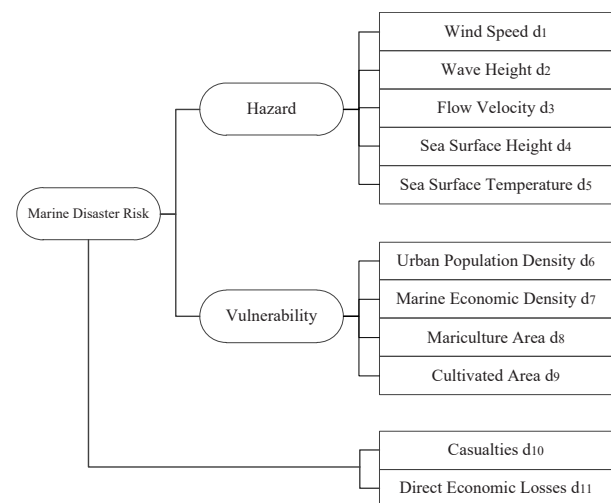 Wind Speed d1
Wave Height d2
Hazard
Flow Velocity d3
Sea Surface Height d4
Sea Surface Temperature d5
Marine Disaster Risk
Urban Population Density d6
Marine Economic Density d7
Vulnerability
Mariculture Area d8
Cultivated Area d9
Casualties d10
Direct Economic Losses d11